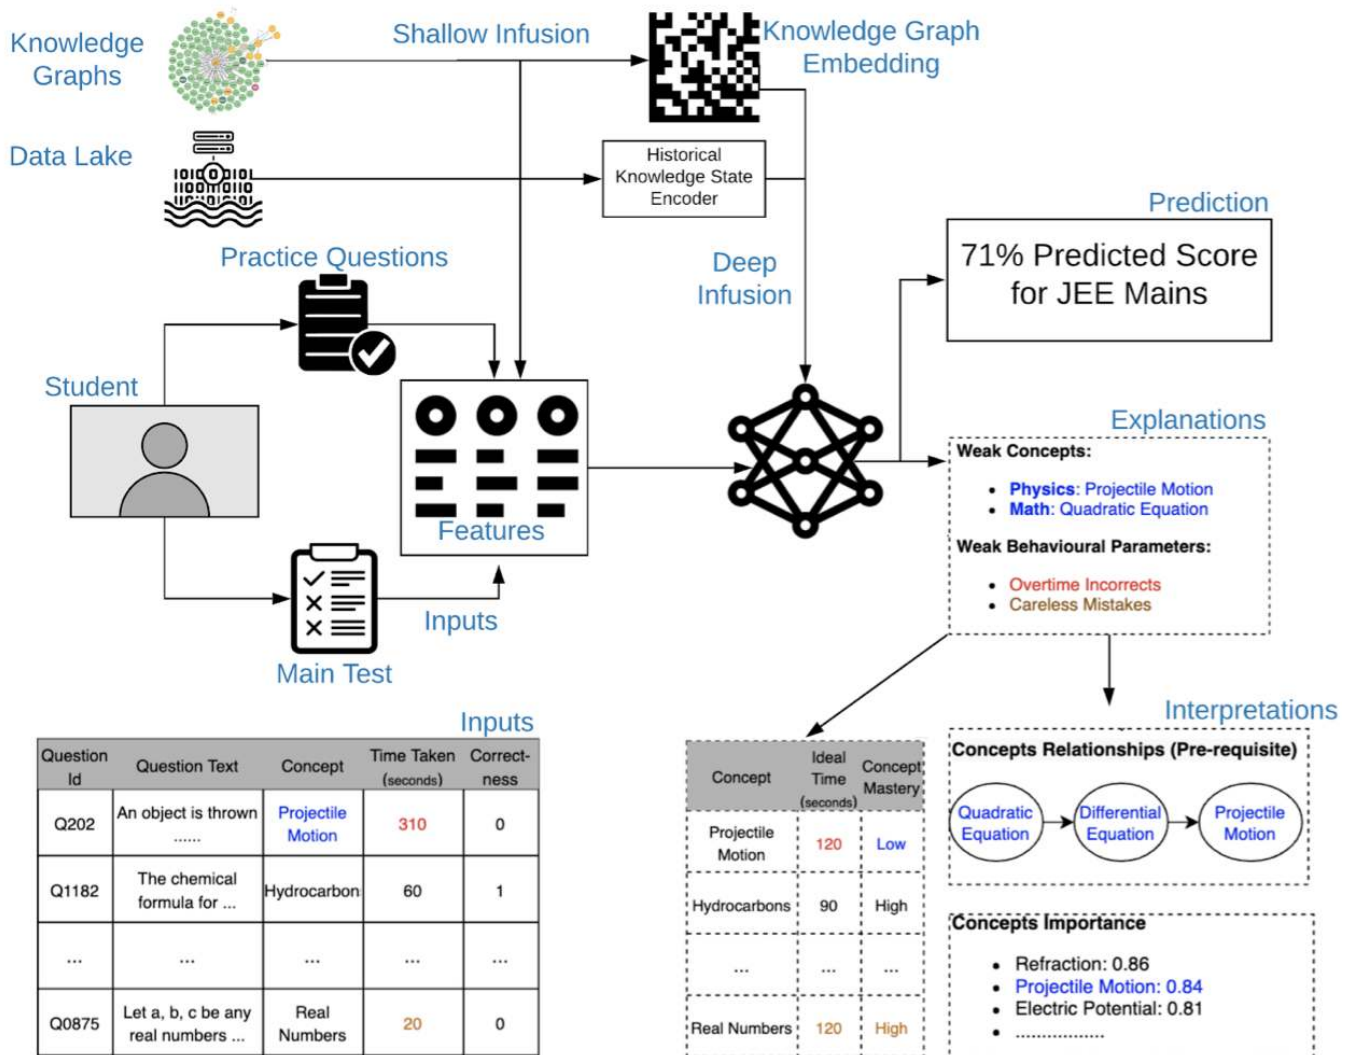 Knowledge
Graphs
Shallow Infusion
Knowledge Graph
Embedding
Data Lake
Historical
Knowledge State
Encoder
Practice Questions
Deep
Infusion
Prediction
71% Predicted Score
for JEE Mains
Student
Features
Inputs
Main Test
Explanations
Weak Concepts:
• Physics: Projectile Motion
• Math: Quadratic Equation
Weak Behavioural Parameters:
• Overtime Incorrects
• Careless Mistakes
Inputs
Question Id Question Text Concept Time Taken (seconds) Correct-ness
Q202 An object is thrown ...... Projectile Motion 310 0
Q1182 The chemical formula for ... Hydrocarbon 60 1
... ... ... ... ...
Q0875 Let a, b, c be any real numbers ... Real Numbers 20 0
Concept Ideal Time (seconds) Concept Mastery
Projectile Motion 120 Low
Hydrocarbons 90 High
... ... ...
Real Numbers 120 High
Interpretations
Concepts Relationships (Pre-requisite)
Quadratic Equation
Differential Equation
Projectile Motion
Concepts Importance
• Refraction: 0.86
• Projectile Motion: 0.84
• Electric Potential: 0.81
• ..................